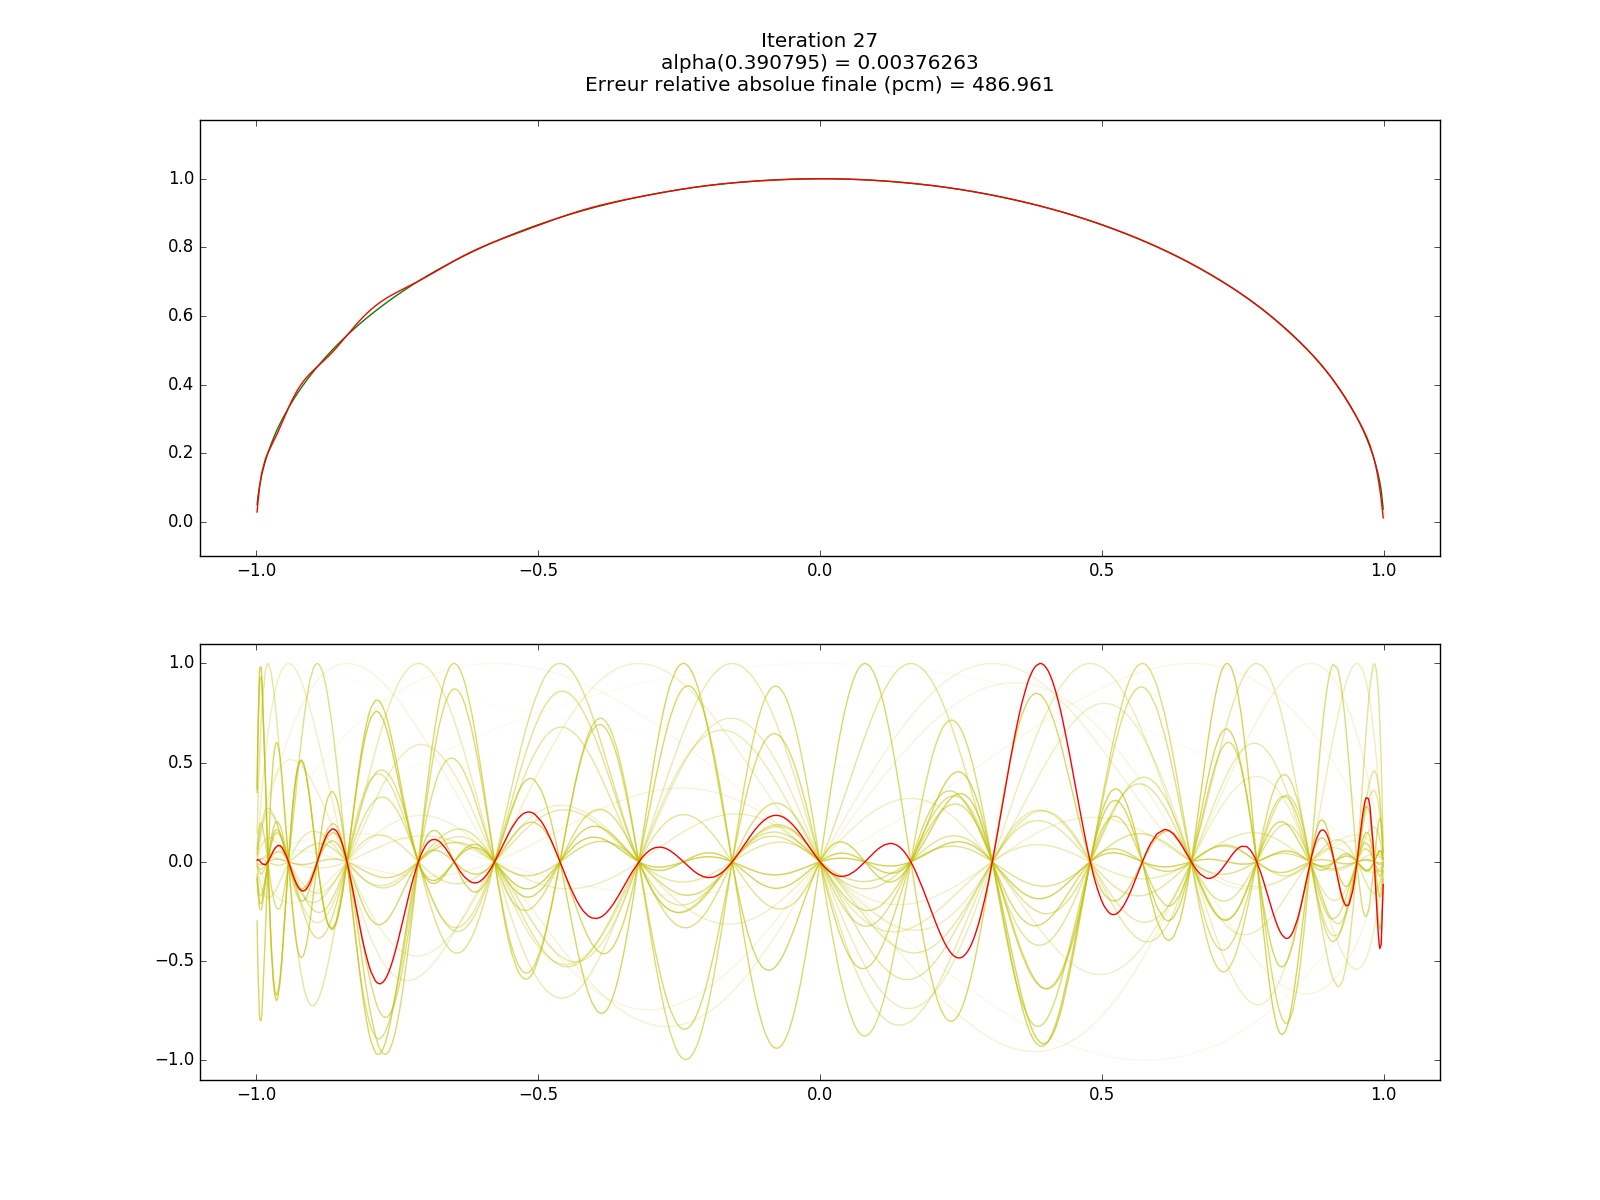 Iteration 27
alpha(0.390795) = 0.00376263
Erreur relative absolue finale (pcm) = 486.961
1.0
0.8
0.6
0.4
0.2
0.0
−1.0 −0.5 0.0 0.5 1.0
1.0
0.5
0.0
−0.5
−1.0
−1.0 −0.5 0.0 0.5 1.0